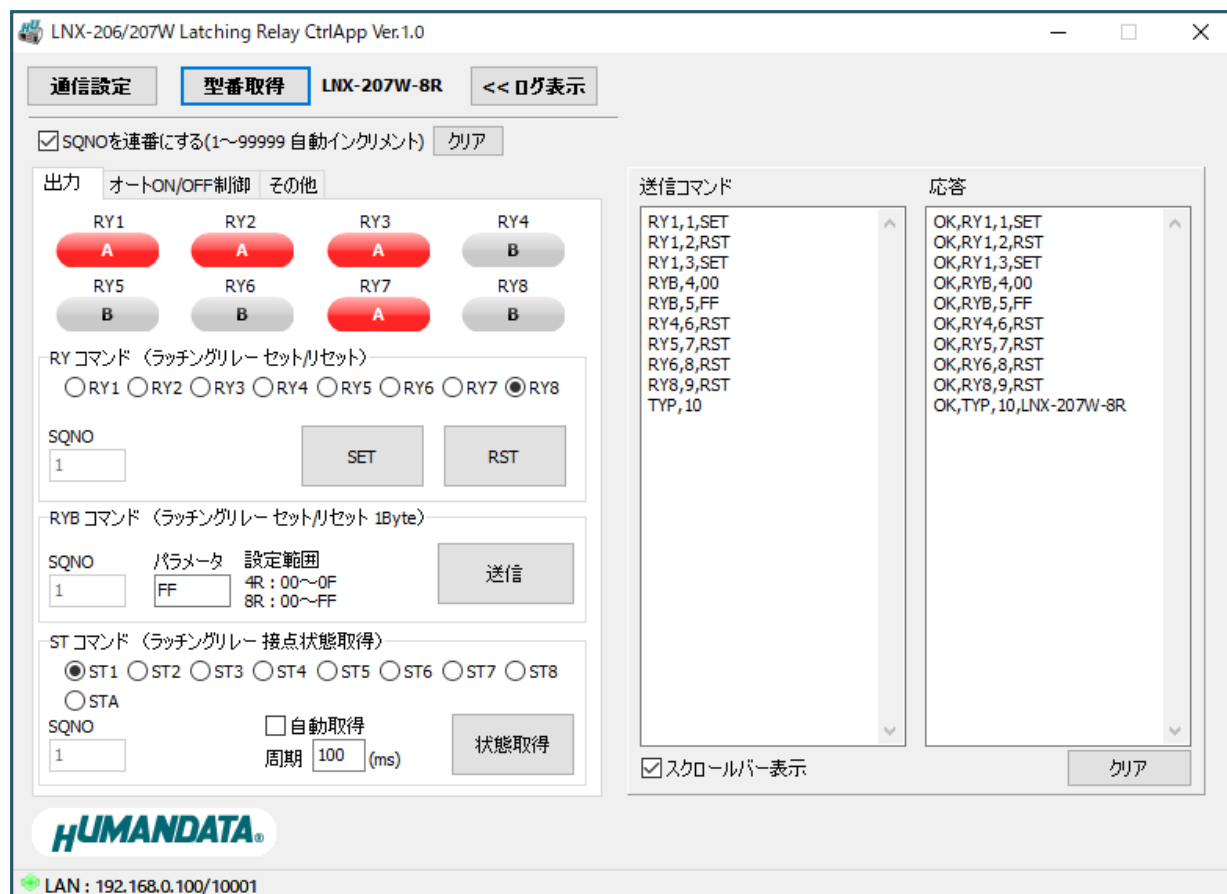 LNX-206/207W Latching Relay CtrlApp Ver.1.0
通信設定 型番取得 LNX-207W-8R <<ログ表示
SQNOを連番にする(1～99999 自動インクリメント) クリア
出力 オートON/OFF制御 その他
RY1 RY2 RY3 RY4
A A A B
RY5 RY6 RY7 RY8
B B A B
RY コマンド （ラッチングリレー セット/リセット）
RY1 RY2 RY3 RY4 RY5 RY6 RY7 RY8
SQNO
1 SET RST
RYB コマンド （ラッチングリレー セット/リセット 1Byte）
SQNO パラメータ 設定範囲
1 FF 4R : 00～0F
8R : 00～FF
送信
ST コマンド （ラッチングリレー 接点状態取得）
ST1 ST2 ST3 ST4 ST5 ST6 ST7 ST8
STA
SQNO 自動取得
1 周期 100 (ms) 状態取得
送信コマンド
RY1,1,SET
RY1,2,RST
RY1,3,SET
RYB,4,00
RYB,5,FF
RY4,6,RST
RY5,7,RST
RY6,8,RST
RY8,9,RST
TYP,10
応答
OK,RY1,1,SET
OK,RY1,2,RST
OK,RY1,3,SET
OK,RYB,4,00
OK,RYB,5,FF
OK,RY4,6,RST
OK,RY5,7,RST
OK,RY6,8,RST
OK,RY8,9,RST
OK,TYP,10,LNX-207W-8R
スクロールバー表示 クリア
HUMANDATA®
LAN : 192.168.0.100/10001